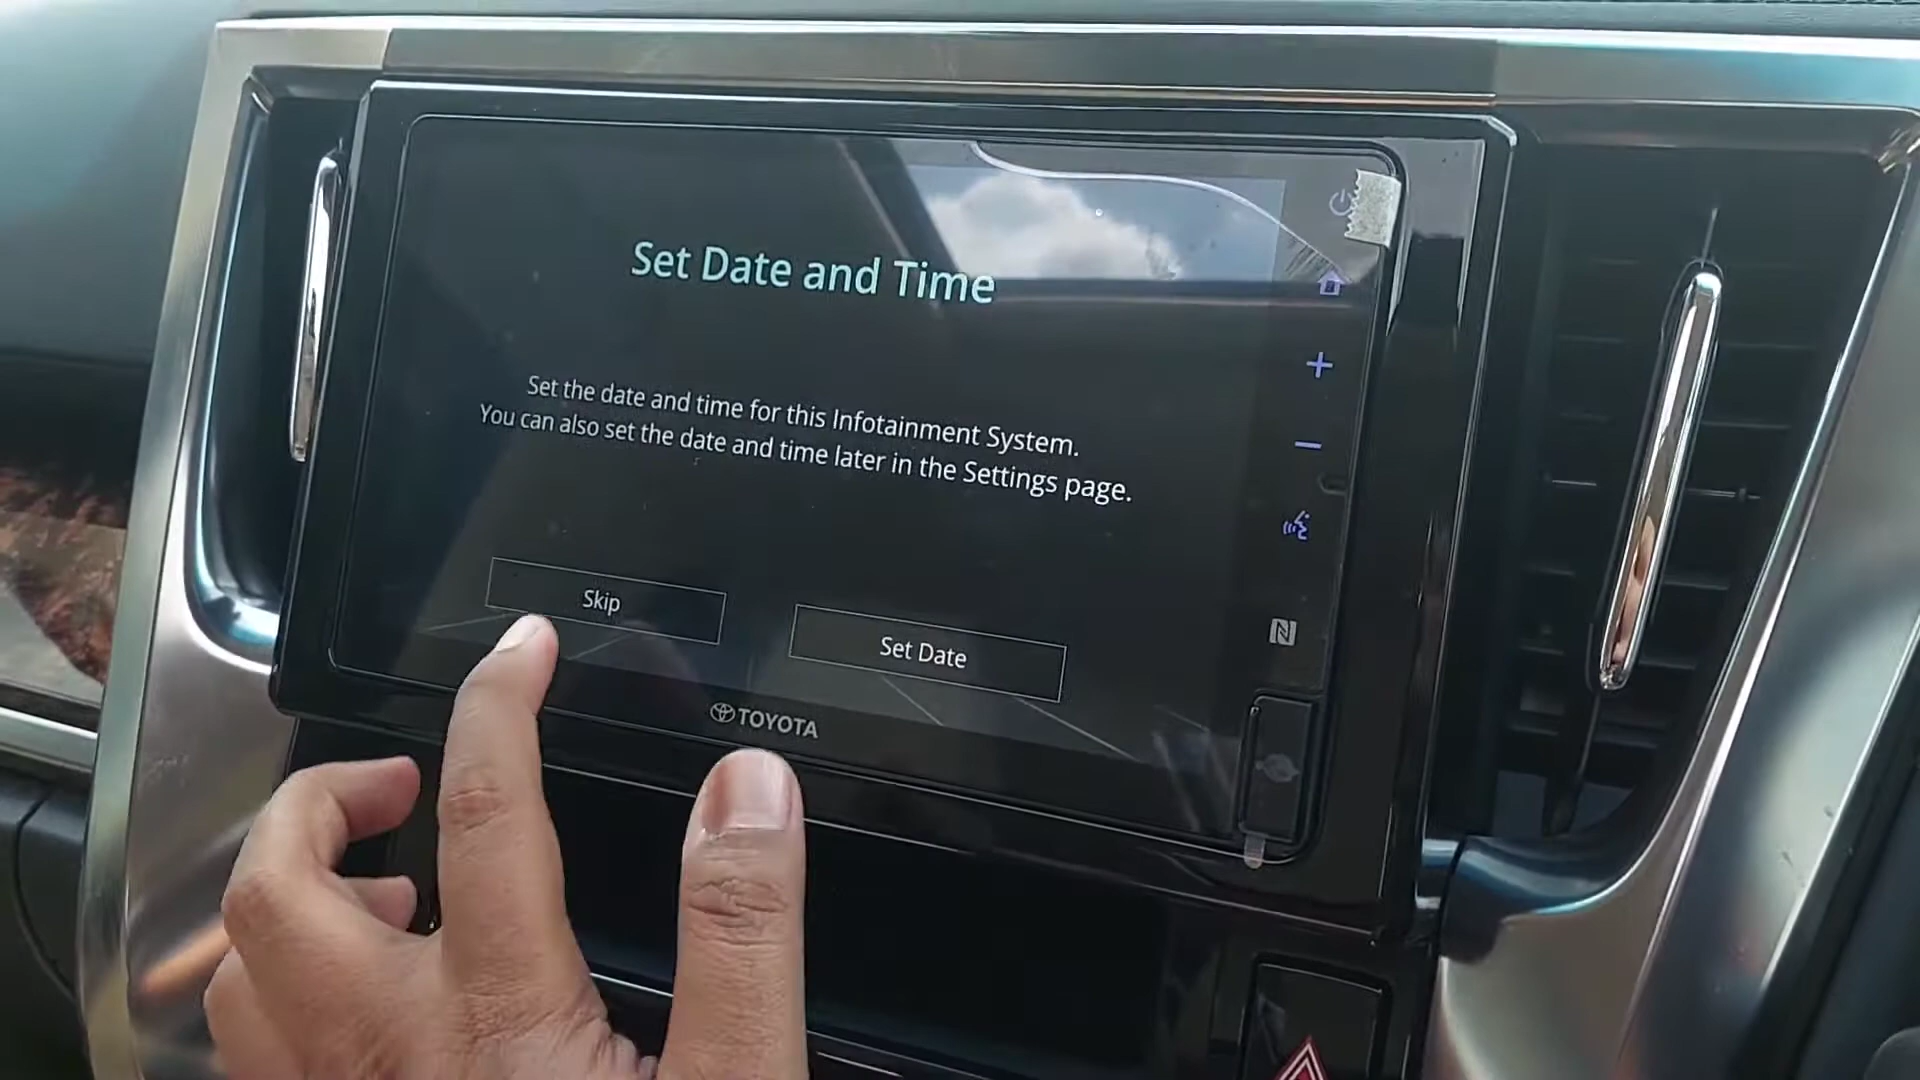 Set Date and Time
Set the date and time for this Infotainment System.
You can also set the date and time later in the Settings page.
Skip
Set Date
TOYOTA